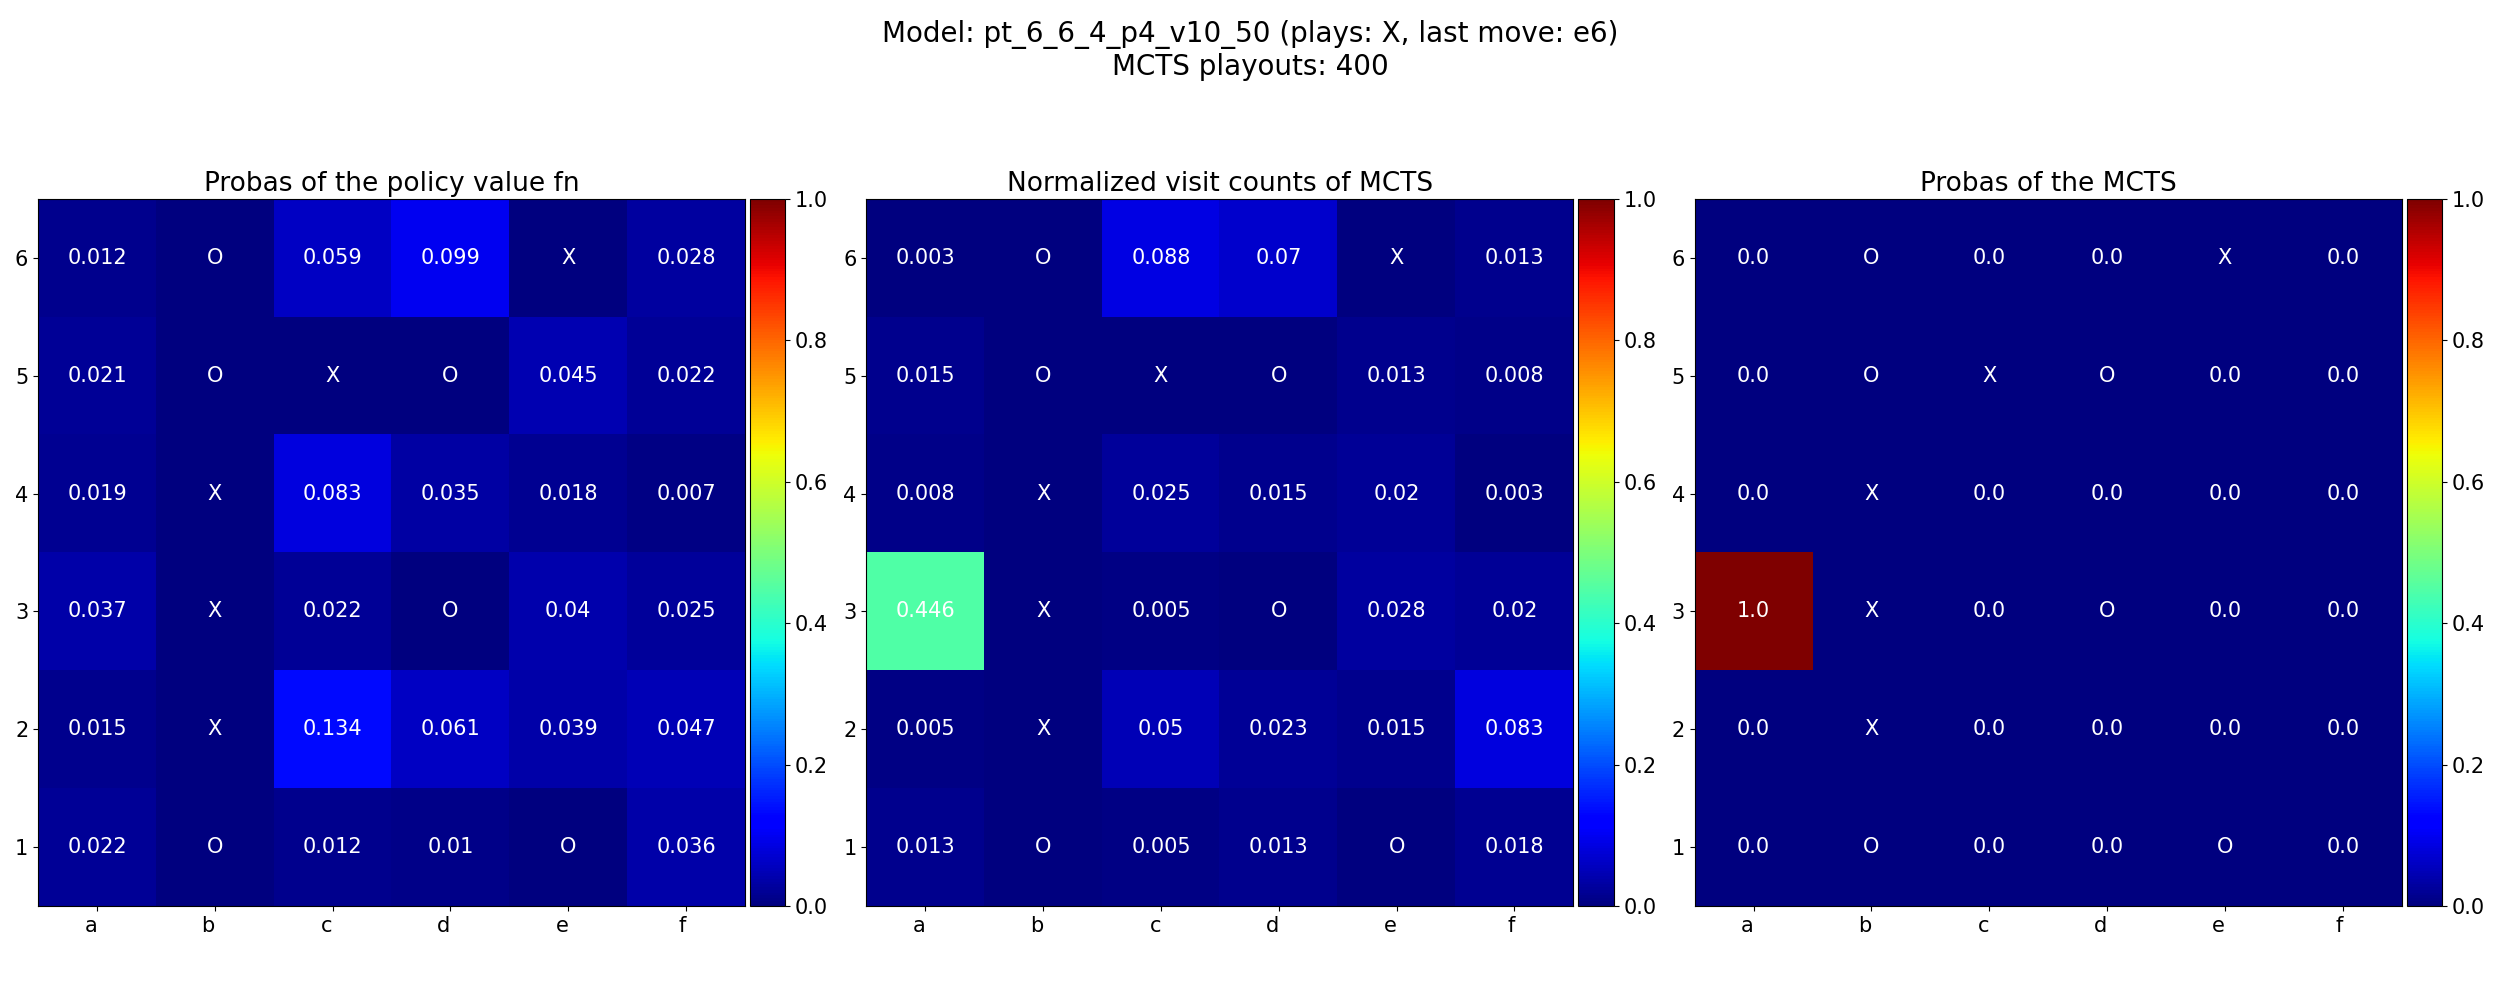 Model: pt_6_6_4_p4_v10_50 (plays: X, last move: e6)
MCTS playouts: 400
Probas of the policy value fn
6 0.012 O 0.059 0.099 X 0.028
5 0.021 O X O 0.045 0.022
4 0.019 X 0.083 0.035 0.018 0.007
3 0.037 X 0.022 O 0.04 0.025
2 0.015 X 0.134 0.061 0.039 0.047
1 0.022 O 0.012 0.01 O 0.036
a b c d e f
1.0
0.8
0.6
0.4
0.2
0.0
Normalized visit counts of MCTS
6 0.003 O 0.088 0.07 X 0.013
5 0.015 O X O 0.013 0.008
4 0.008 X 0.025 0.015 0.02 0.003
3 0.446 X 0.005 O 0.028 0.02
2 0.005 X 0.05 0.023 0.015 0.083
1 0.013 O 0.005 0.013 O 0.018
a b c d e f
1.0
0.8
0.6
0.4
0.2
0.0
Probas of the MCTS
6 0.0 O 0.0 0.0 X 0.0
5 0.0 O X O 0.0 0.0
4 0.0 X 0.0 0.0 0.0 0.0
3 1.0 X 0.0 O 0.0 0.0
2 0.0 X 0.0 0.0 0.0 0.0
1 0.0 O 0.0 0.0 O 0.0
a b c d e f
1.0
0.8
0.6
0.4
0.2
0.0